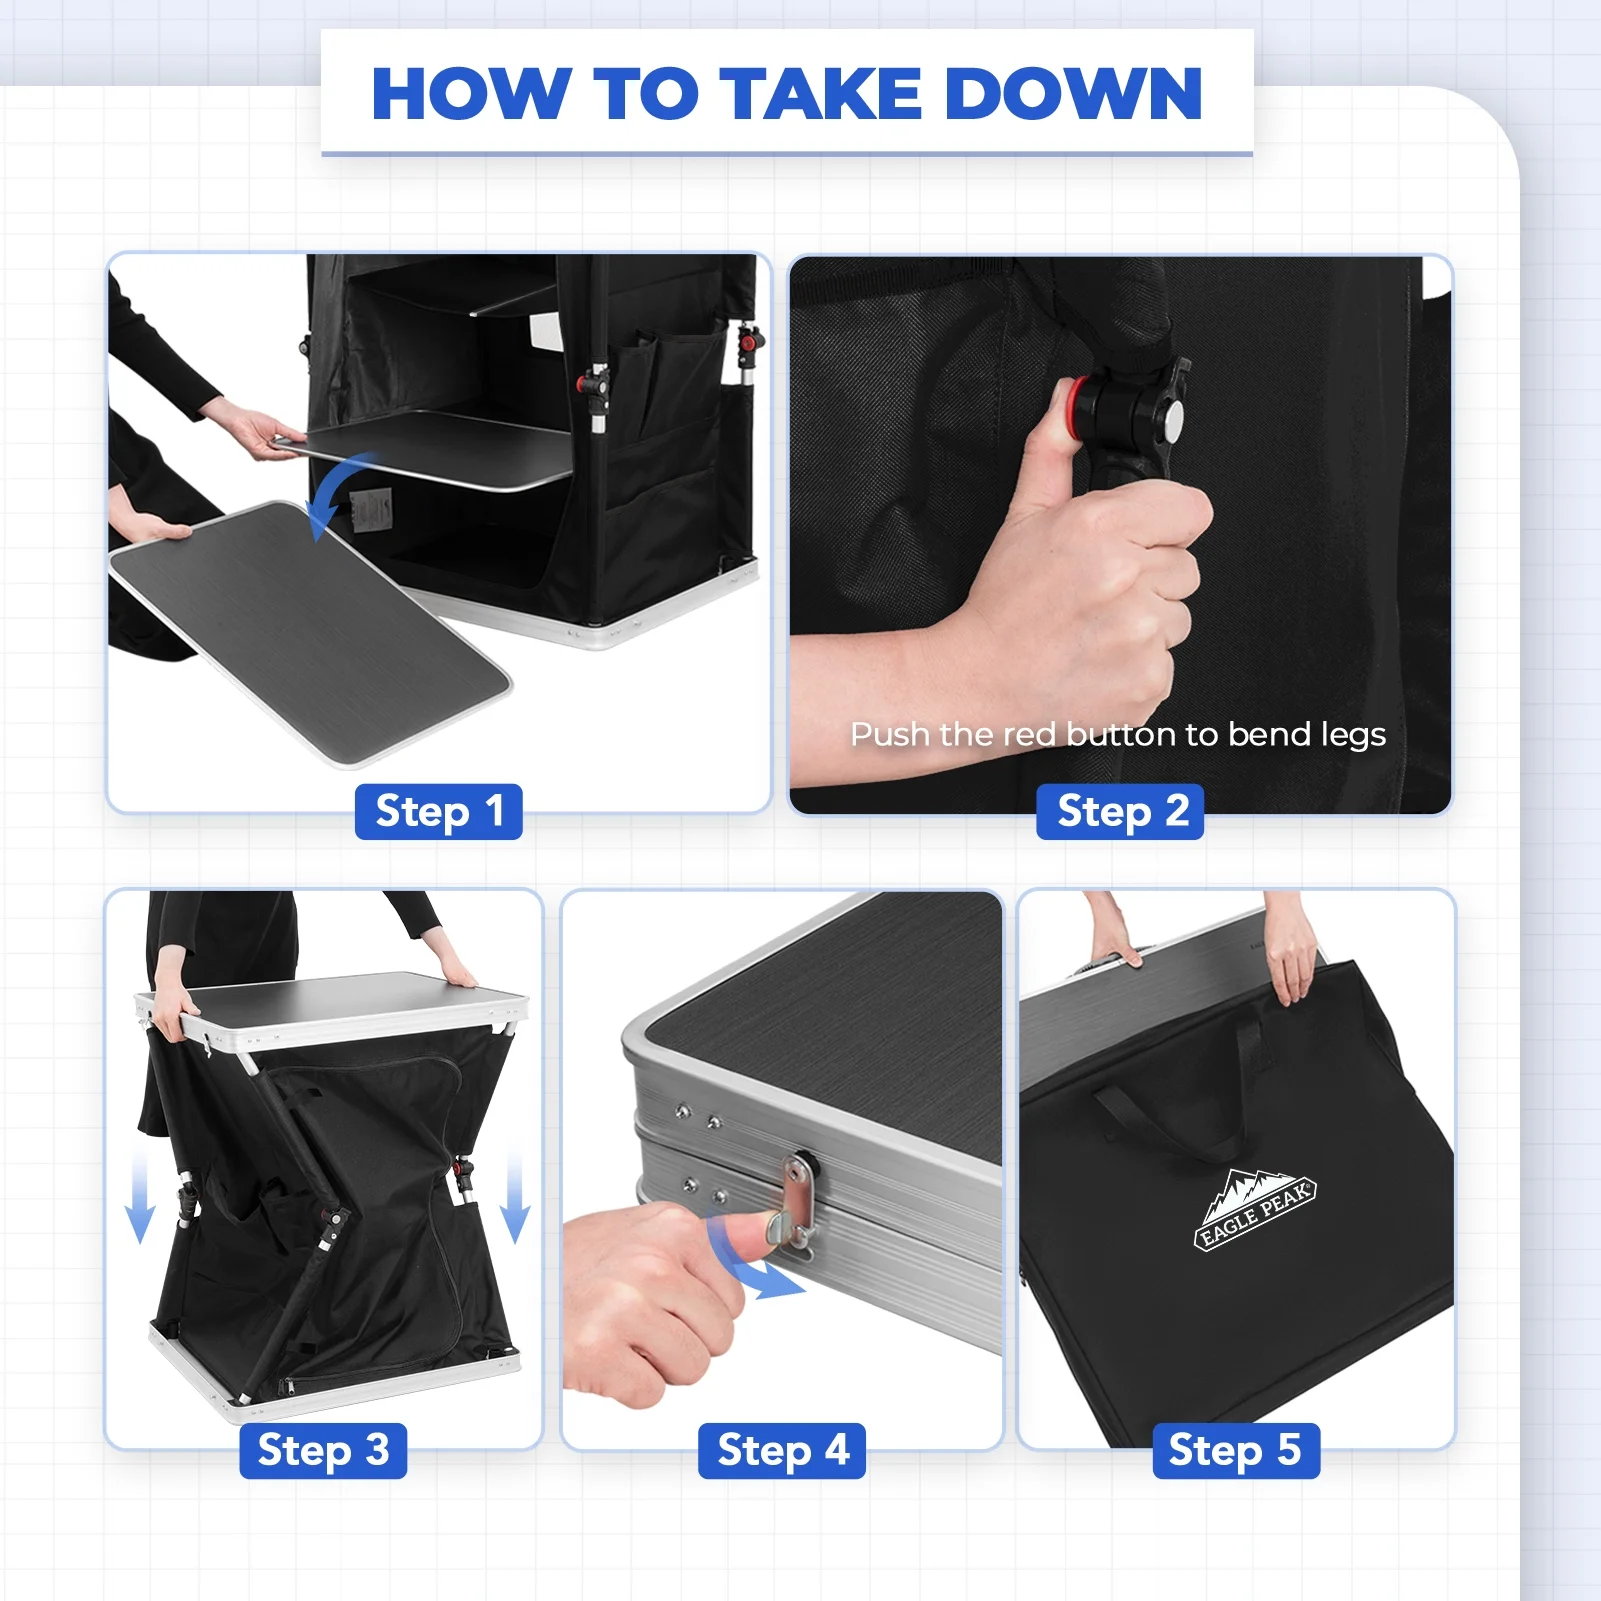 HOW TO TAKE DOWN
Push the red button to bend legs
Step 1
Step 2
Step 3
Step 4
Step 5
EAGLE PEAK®